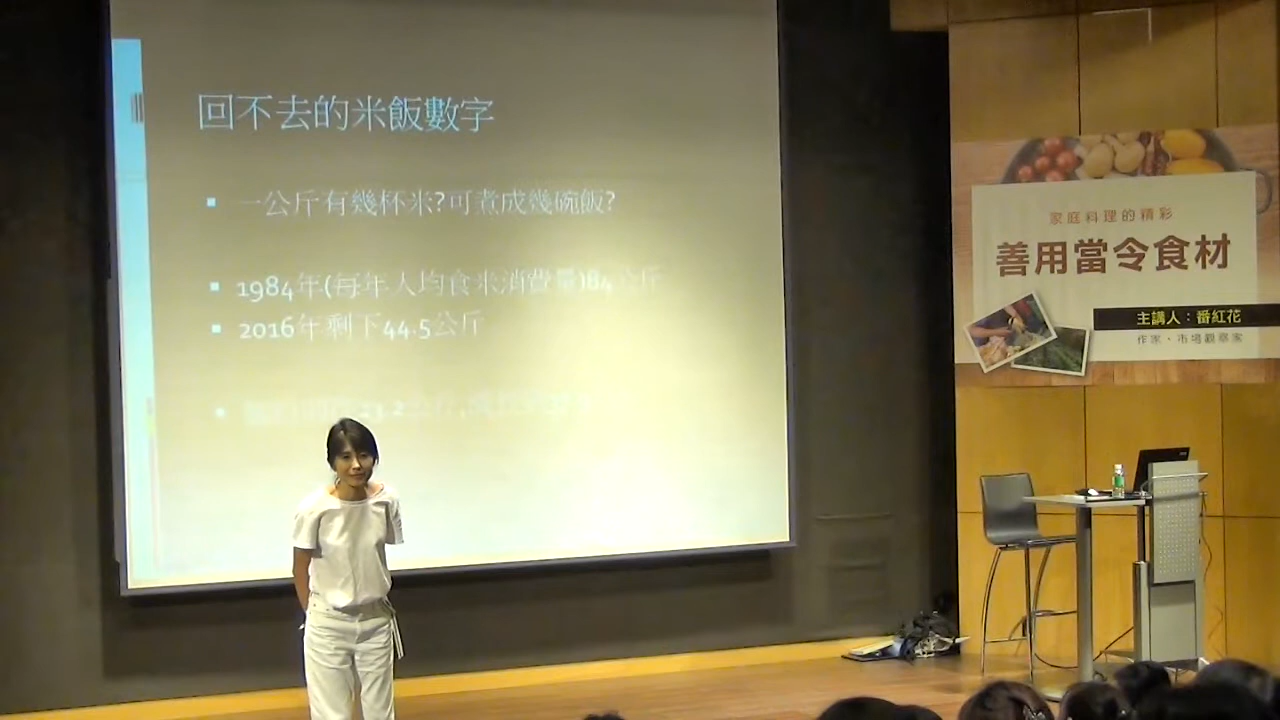 回不去的米飯數字
一公斤有幾杯米?可煮成幾碗飯?
1984年(每年人均食米消費量)84公斤
2016年剩下44.5公斤
家庭料理的精彩
善用當令食材
主講人：番紅花
作家・市場觀察家